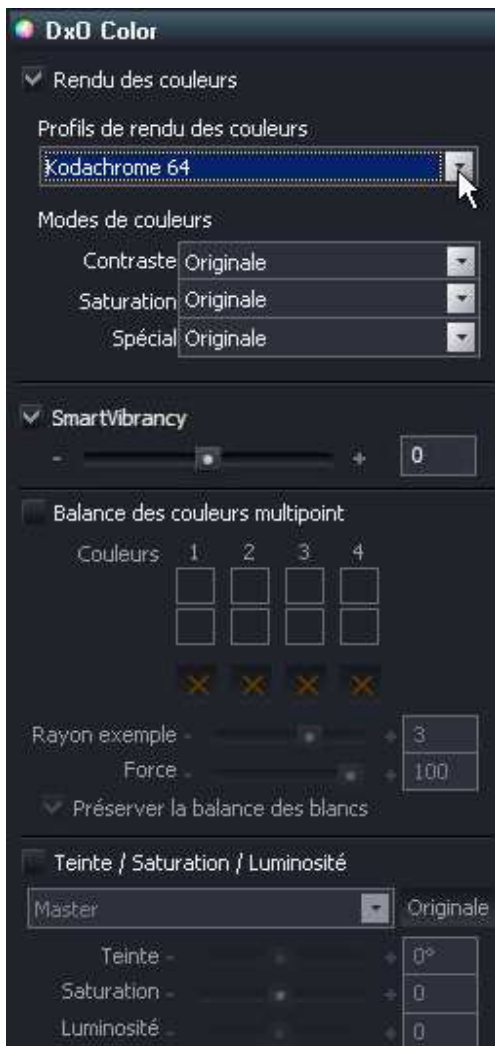 DxO Color
Rendu des couleurs
Profils de rendu des couleurs
Kodachrome 64
Modes de couleurs
Contraste Originale
Saturation Originale
Spécial Originale
SmartVibrancy
- + 0
Balance des couleurs multipoint
Couleurs 1 2 3 4
Rayon exemple - + 3
Force - + 100
Préserver la balance des blancs
Teinte / Saturation / Luminosité
Master Originale
Teinte - + 0°
Saturation - + 0
Luminosité - + 0